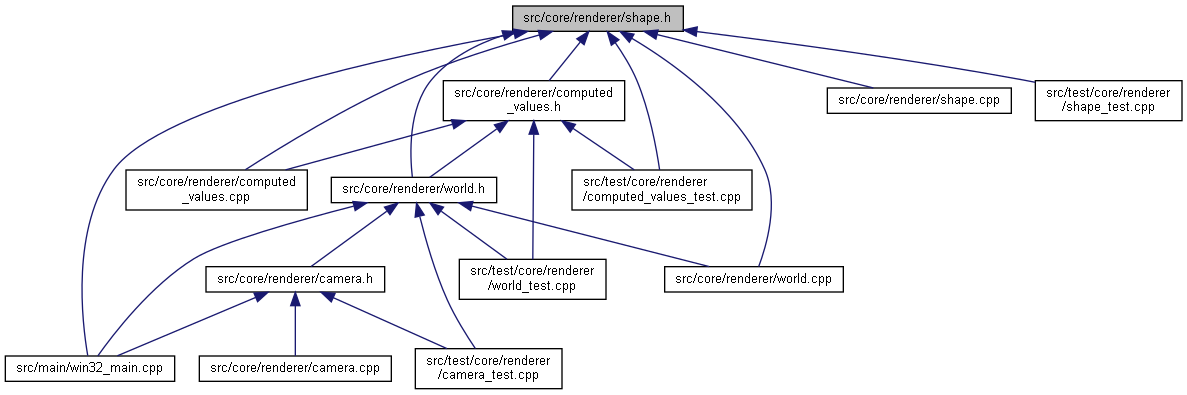 src/core/renderer/shape.h
src/core/renderer/computed
_values.h
src/core/renderer/shape.cpp
src/test/core/renderer
/shape_test.cpp
src/core/renderer/computed
_values.cpp
src/core/renderer/world.h
src/test/core/renderer
/computed_values_test.cpp
src/core/renderer/camera.h
src/test/core/renderer
/world_test.cpp
src/core/renderer/world.cpp
src/main/win32_main.cpp
src/core/renderer/camera.cpp
src/test/core/renderer
/camera_test.cpp